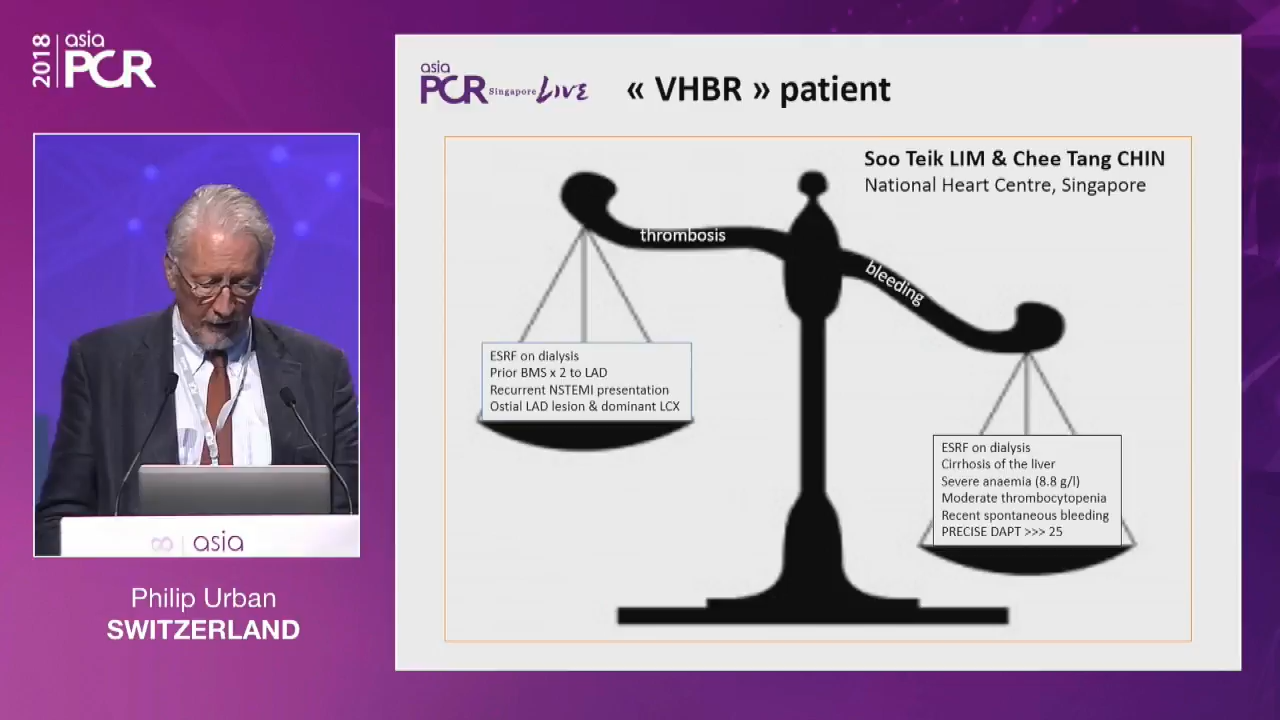 2018
asia
PCR
asia
PCR Singapore LIVE
« VHBR » patient
Soo Teik LIM & Chee Tang CHIN
National Heart Centre, Singapore
thrombosis
bleeding
ESRF on dialysis
Prior BMS x 2 to LAD
Recurrent NSTEMI presentation
Ostial LAD lesion & dominant LCX
ESRF on dialysis
Cirrhosis of the liver
Severe anaemia (8.8 g/l)
Moderate thrombocytopenia
Recent spontaneous bleeding
PRECISE DAPT >>> 25
8 | asia
Philip Urban
SWITZERLAND